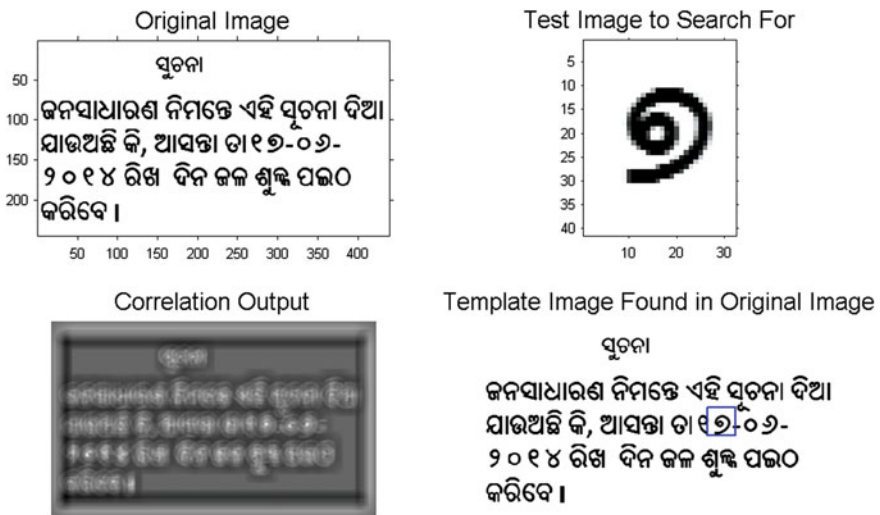 Original Image
50
100
150
200
ସୂଚନା
ଜନସାଧାରଣ ନିମନ୍ତେ ଏହି ସୂଚନା ଦିଆ
ଯାଉଅଛି କି, ଆସନ୍ତା ତା୧୭-୦୬-
୨୦୧୪ ରିଖ ଦିନ ଜଳ ଶୁଳ୍କ ପଇଠ
କରିବେ ।
50 100 150 200 250 300 350 400
Test Image to Search For
5
10
15
20
25
30
35
40
୭
10 20 30
Correlation Output
Template Image Found in Original Image
ସୂଚନା
ଜନସାଧାରଣ ନିମନ୍ତେ ଏହି ସୂଚନା ଦିଆ
ଯାଉଅଛି କି, ଆସନ୍ତା ତା୧୭-୦୬-
୨୦୧୪ ରିଖ ଦିନ ଜଳ ଶୁଳ୍କ ପଇଠ
କରିବେ ।